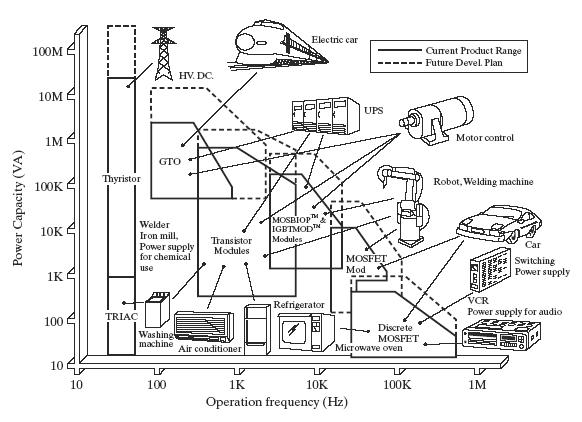 100M
10M
1M
100K
10K
1K
100
10
Power Capacity (VA)
Electric car
Current Product Range
Future Devel. Plan
HV. DC.
UPS
Motor control
GTO
Thyristor
Robot, Welding machine
MOSBIOP™ &
IGBTMOD™
Modules
Welder
Iron mill,
Power supply
for chemical
use
Transistor
Modules
Car
MOSFET
Mod
Switching
Power supply
TRIAC
Refrigerator
VCR
Power supply for audio
Discrete
MOSFET
Washing
machine
Air conditioner
Microwave oven
10
100
1K
10K
100K
1M
Operation frequency (Hz)